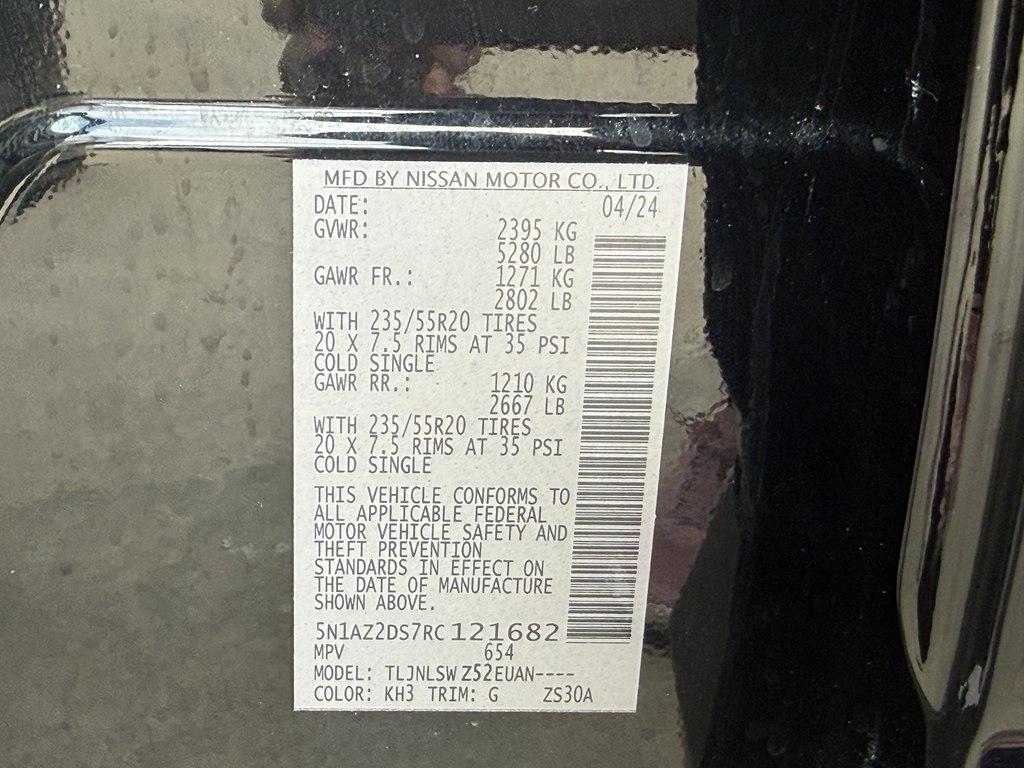 MFD BY NISSAN MOTOR CO., LTD.
DATE: 04/24
GVWR: 2395 KG
5280 LB
GAWR FR.: 1271 KG
2802 LB
WITH 235/55R20 TIRES
20 X 7.5 RIMS AT 35 PSI
COLD SINGLE
GAWR RR.: 1210 KG
2667 LB
WITH 235/55R20 TIRES
20 X 7.5 RIMS AT 35 PSI
COLD SINGLE
THIS VEHICLE CONFORMS TO
ALL APPLICABLE FEDERAL
MOTOR VEHICLE SAFETY AND
THEFT PREVENTION
STANDARDS IN EFFECT ON
THE DATE OF MANUFACTURE
SHOWN ABOVE.
5N1AZ2DS7RC121682
MPV 654
MODEL: TLJNLSWZ52EUAN----
COLOR: KH3 TRIM: G ZS30A